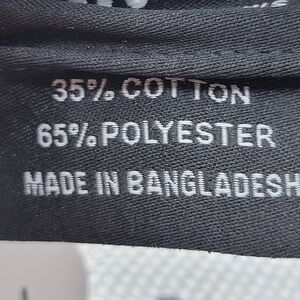 35% COTTON
65% POLYESTER
MADE IN BANGLADESH